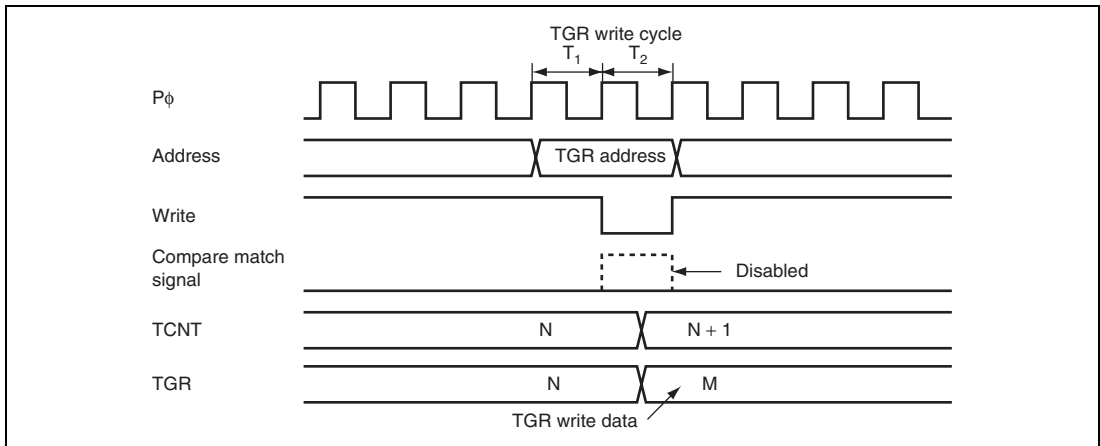 TGR write cycle
T1 T2
Pφ
Address
TGR address
Write
Compare match
signal
Disabled
TCNT
N
N + 1
TGR
N
M
TGR write data